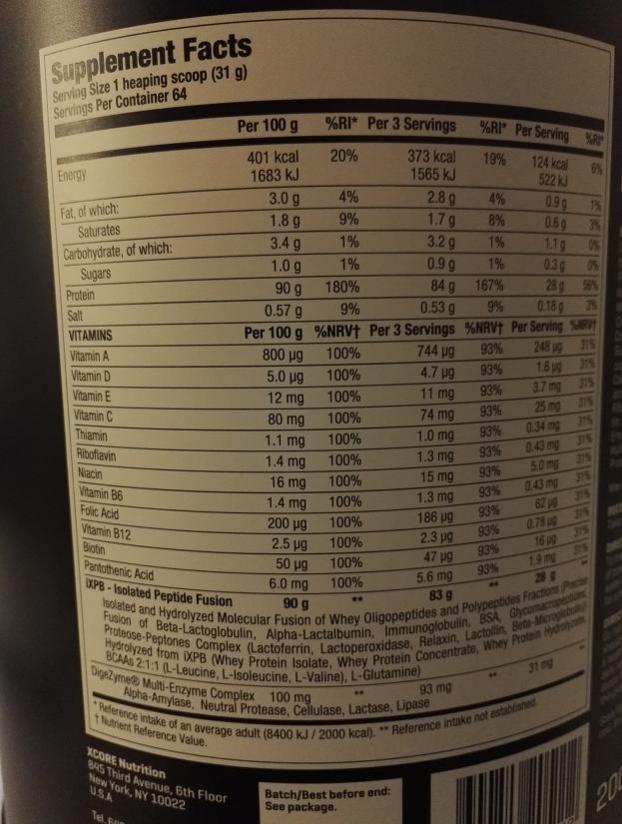 Supplement Facts
Serving Size 1 heaping scoop (31 g)
Servings Per Container 64
Per 100 g %RI* Per 3 Servings %RI* Per Serving %RI*
Energy 401 kcal 20% 373 kcal 19% 124 kcal 6%
1683 kJ 1565 kJ 522 kJ
Fat, of which: 3.0 g 4% 2.8 g 4% 0.9 g 1%
Saturates 1.8 g 9% 1.7 g 8% 0.6 g 3%
Carbohydrate, of which: 3.4 g 1% 3.2 g 1% 1.1 g 0%
Sugars 1.0 g 1% 0.9 g 1% 0.3 g 0%
Protein 90 g 180% 84 g 167% 28 g 56%
Salt 0.57 g 9% 0.53 g 9% 0.18 g 3%
VITAMINS Per 100 g %NRV† Per 3 Servings %NRV† Per Serving %NRV†
Vitamin A 800 µg 100% 744 µg 93% 248 µg 31%
Vitamin D 5.0 µg 100% 4.7 µg 93% 1.6 µg 31%
Vitamin E 12 mg 100% 11 mg 93% 3.7 mg 31%
Vitamin C 80 mg 100% 74 mg 93% 25 mg 31%
Thiamin 1.1 mg 100% 1.0 mg 93% 0.34 mg 31%
Riboflavin 1.4 mg 100% 1.3 mg 93% 0.43 mg 31%
Niacin 16 mg 100% 15 mg 93% 5.0 mg 31%
Vitamin B6 1.4 mg 100% 1.3 mg 93% 0.43 mg 31%
Folic Acid 200 µg 100% 186 µg 93% 62 µg 31%
Vitamin B12 2.5 µg 100% 2.3 µg 93% 0.78 µg 31%
Biotin 50 µg 100% 47 µg 93% 16 µg 31%
Pantothenic Acid 6.0 mg 100% 5.6 mg 93% 1.9 mg 31%
iXPB - Isolated Peptide Fusion 90 g ** 83 g ** 28 g **
Isolated and Hydrolyzed Molecular Fusion of Whey Oligopeptides and Polypeptides Fractions (Precise
Fusion of Beta-Lactoglobulin, Alpha-Lactalbumin, Immunoglobulin, BSA, Glycomacropeptides,
Proteose-Peptones Complex (Lactoferrin, Lactoperoxidase, Relaxin, Lactollin, Beta-Microglobulin)
Hydrolyzed from iXPB (Whey Protein Isolate, Whey Protein Concentrate, Whey Protein Hydrolysate,
BCAAs 2:1:1 (L-Leucine, L-Isoleucine, L-Valine), L-Glutamine)
DigeZyme® Multi-Enzyme Complex 100 mg ** 93 mg ** 31 mg
Alpha-Amylase, Neutral Protease, Cellulase, Lactase, Lipase
* Reference intake of an average adult (8400 kJ / 2000 kcal). ** Reference intake not established.
† Nutrient Reference Value.
XCORE Nutrition
845 Third Avenue, 6th Floor
New York, NY 10022
U.S.A
Tel.
Batch/Best before end:
See package.